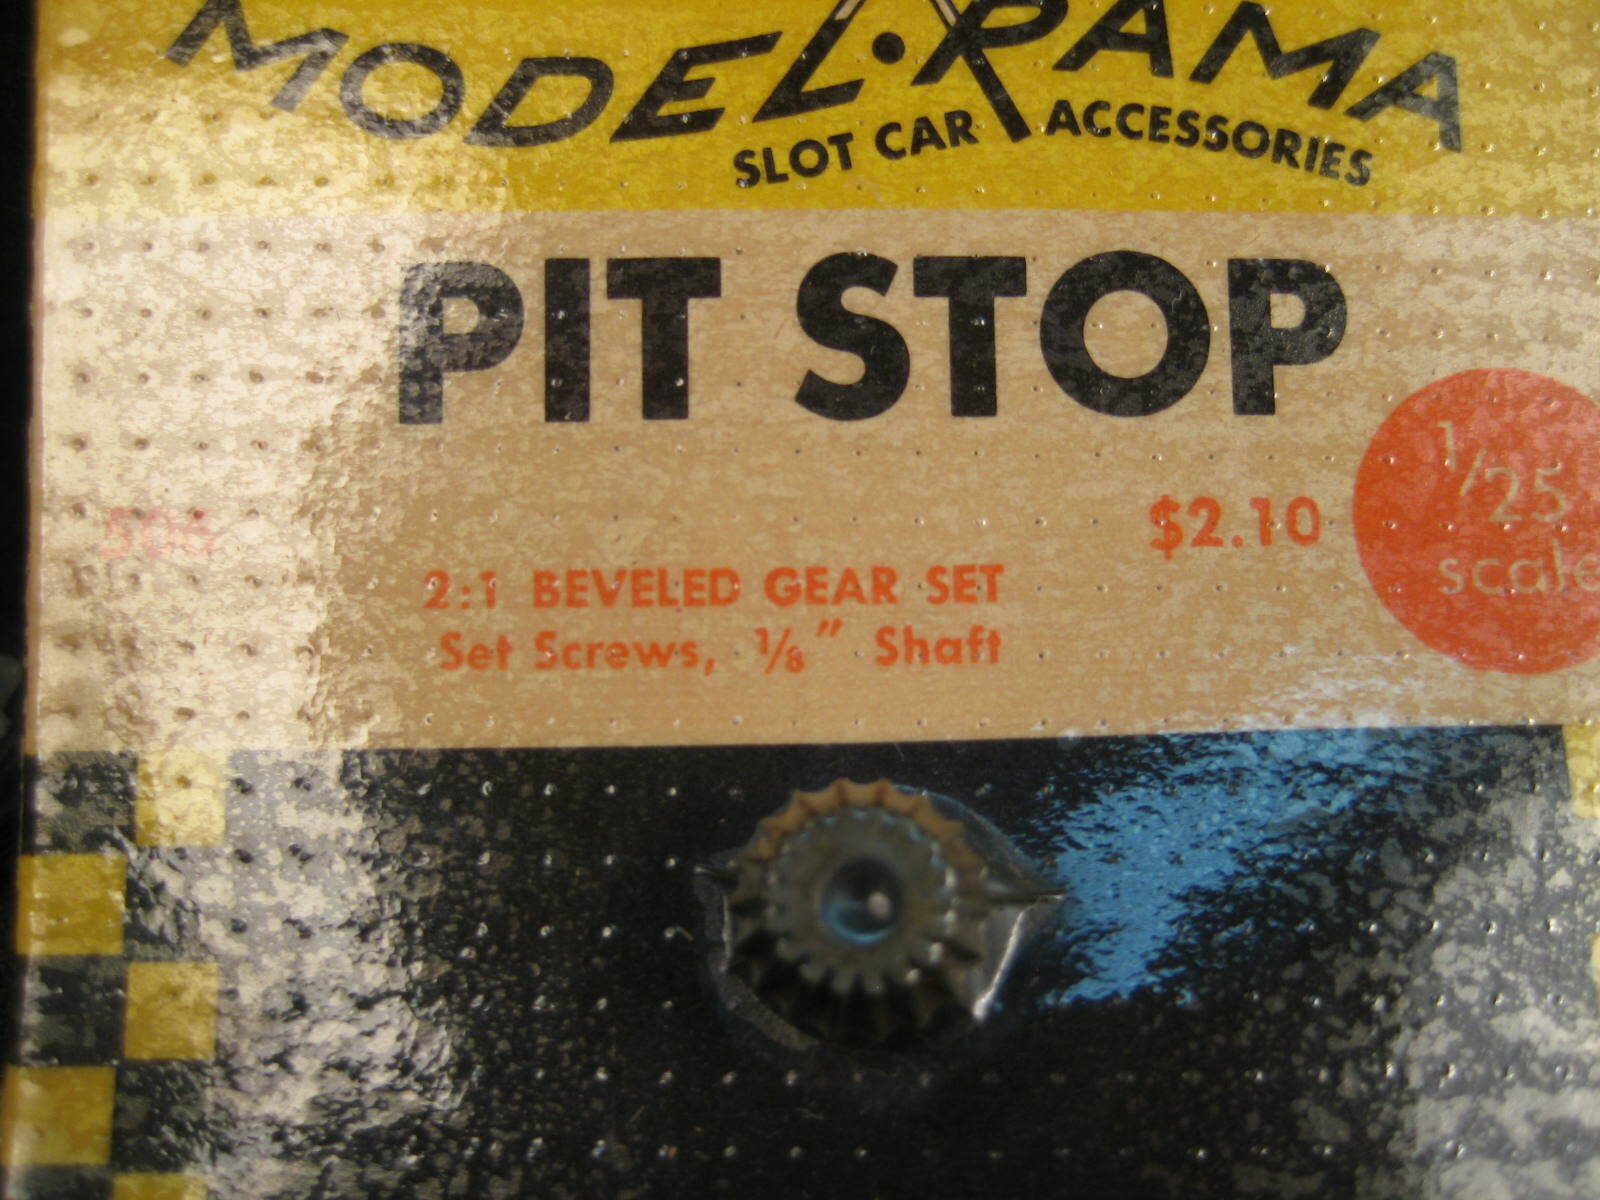 MODEL·RAMA
SLOT CAR ACCESSORIES
PIT STOP
1/25
scale
$2.10
506
2:1 BEVELED GEAR SET
Set Screws, 1/8" Shaft